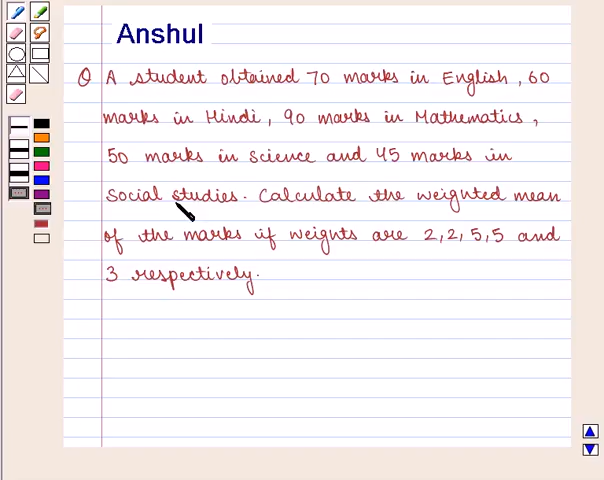 Anshul
Q A student obtained 70 marks in English, 60
marks in Hindi, 90 marks in Mathematics,
50 marks in science and 45 marks in
Social studies. Calculate the weighted mean
of the marks if weights are 2, 2, 5, 5 and
3 respectively.